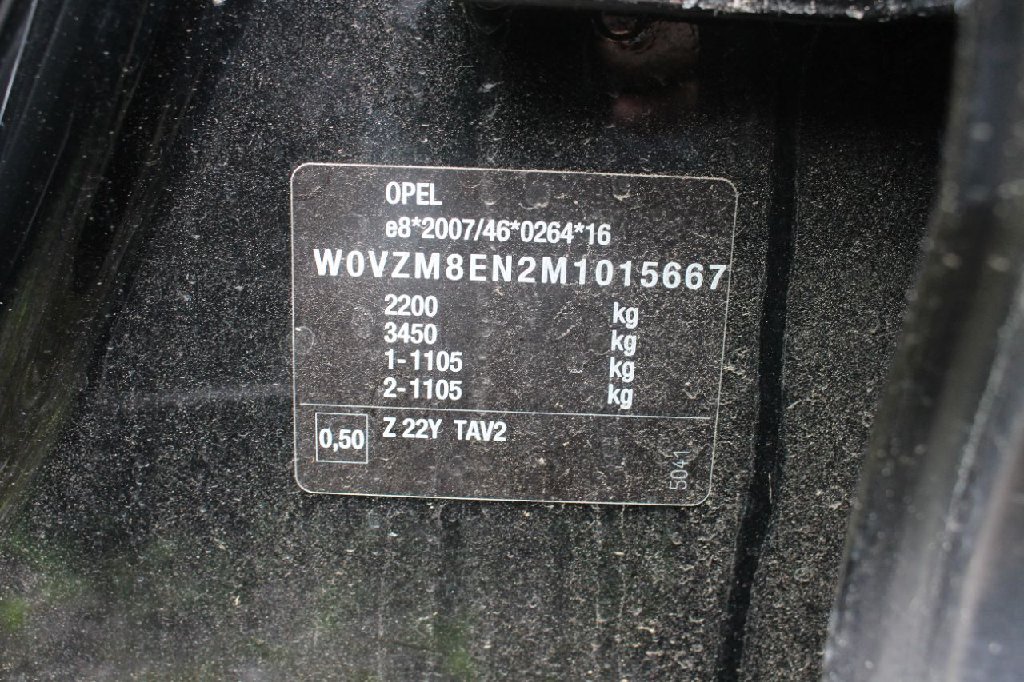 OPEL
e8*2007/46*0264*16
W0VZM8EN2M1015667
2200 kg
3450 kg
1-1105 kg
2-1105 kg
0,50 Z 22Y TAV2
5041